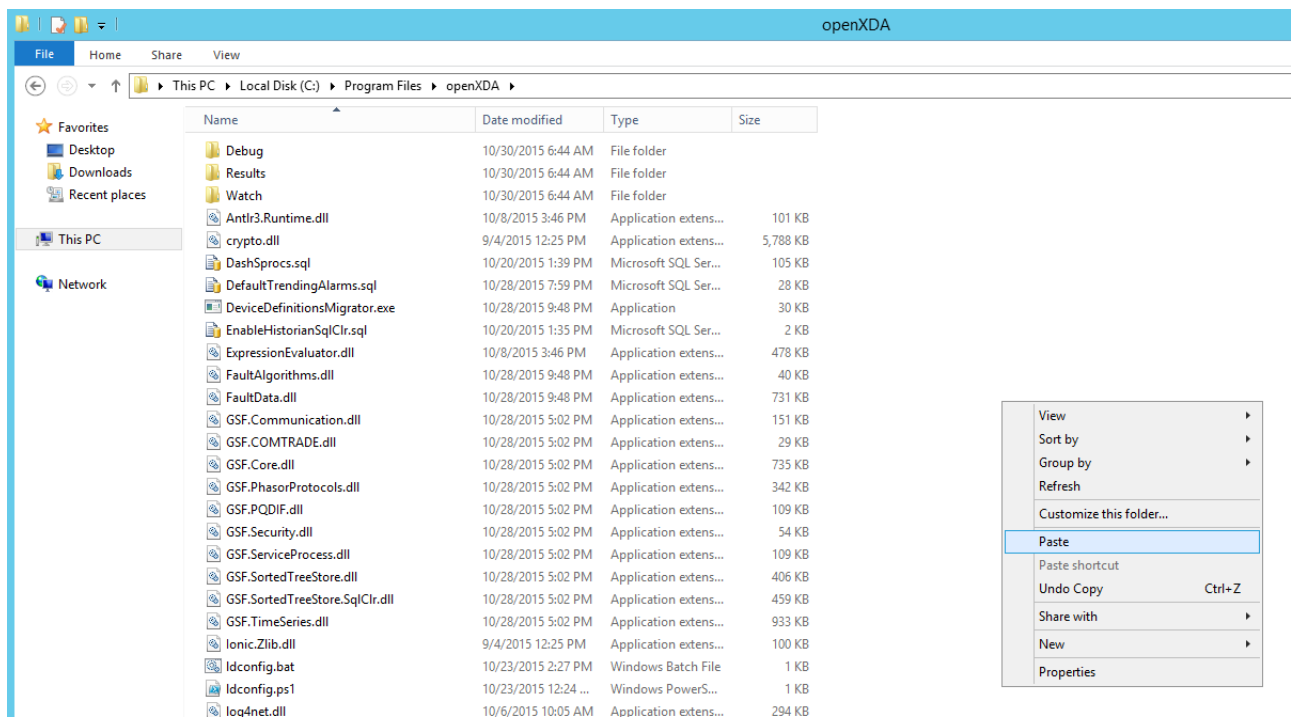 openXDA
File Home Share View
This PC Local Disk (C:) Program Files openXDA
Name Date modified Type Size
Favorites
Desktop
Downloads
Recent places
This PC
Network
Debug 10/30/2015 6:44 AM File folder
Results 10/30/2015 6:44 AM File folder
Watch 10/30/2015 6:44 AM File folder
Antlr3.Runtime.dll 10/8/2015 3:46 PM Application extens... 101 KB
crypto.dll 9/4/2015 12:25 PM Application extens... 5,788 KB
DashSprocs.sql 10/20/2015 1:39 PM Microsoft SQL Ser... 105 KB
DefaultTrendingAlarms.sql 10/28/2015 7:59 PM Microsoft SQL Ser... 28 KB
DeviceDefinitionsMigrator.exe 10/28/2015 9:48 PM Application 30 KB
EnableHistorianSqlClr.sql 10/20/2015 1:35 PM Microsoft SQL Ser... 2 KB
ExpressionEvaluator.dll 10/8/2015 3:46 PM Application extens... 478 KB
FaultAlgorithms.dll 10/28/2015 9:48 PM Application extens... 40 KB
FaultData.dll 10/28/2015 9:48 PM Application extens... 731 KB
GSF.Communication.dll 10/28/2015 5:02 PM Application extens... 151 KB
GSF.COMTRADE.dll 10/28/2015 5:02 PM Application extens... 29 KB
GSF.Core.dll 10/28/2015 5:02 PM Application extens... 735 KB
GSF.PhasorProtocols.dll 10/28/2015 5:02 PM Application extens... 342 KB
GSF.PQDIF.dll 10/28/2015 5:02 PM Application extens... 109 KB
GSF.Security.dll 10/28/2015 5:02 PM Application extens... 54 KB
GSF.ServiceProcess.dll 10/28/2015 5:02 PM Application extens... 109 KB
GSF.SortedTreeStore.dll 10/28/2015 5:02 PM Application extens... 406 KB
GSF.SortedTreeStore.SqlClr.dll 10/28/2015 5:02 PM Application extens... 459 KB
GSF.TimeSeries.dll 10/28/2015 5:02 PM Application extens... 933 KB
Ionic.Zlib.dll 9/4/2015 12:25 PM Application extens... 100 KB
ldconfig.bat 10/23/2015 2:27 PM Windows Batch File 1 KB
ldconfig.ps1 10/23/2015 12:24 ... Windows PowerS... 1 KB
log4net.dll 10/6/2015 10:05 AM Application extens... 294 KB
View
Sort by
Group by
Refresh
Customize this folder...
Paste
Paste shortcut
Undo Copy Ctrl+Z
Share with
New
Properties